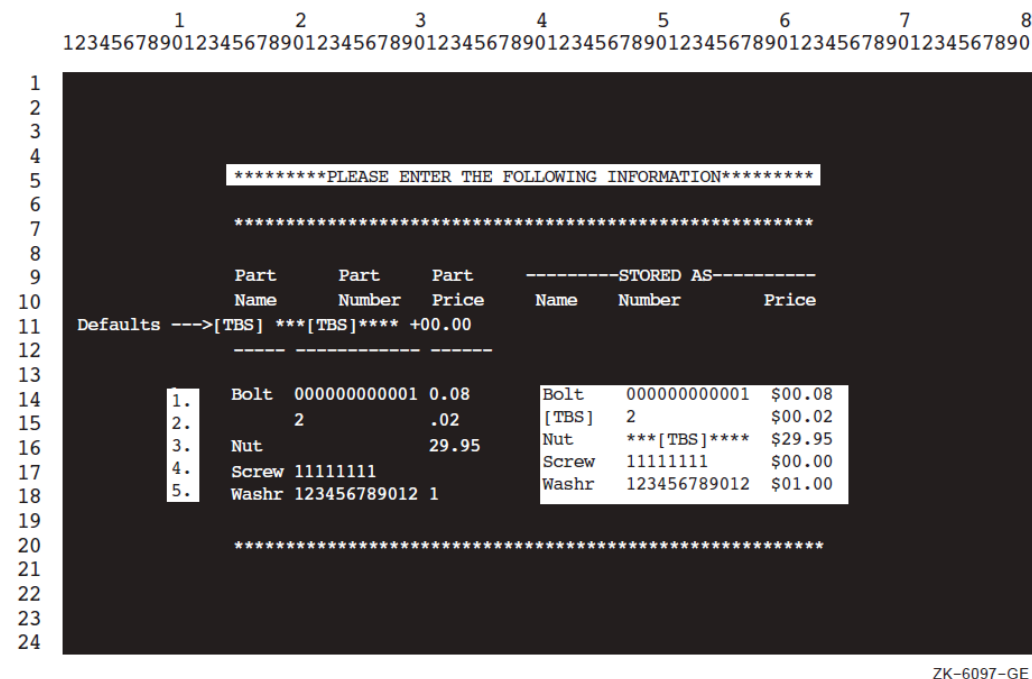 1 2 3 4 5 6 7 8
12345678901234567890123456789012345678901234567890123456789012345678901234567890
1
2
3
4
5 *********PLEASE ENTER THE FOLLOWING INFORMATION*********
6
7 ********************************************************
8
9 Part Part Part ---------STORED AS----------
10 Name Number Price Name Number Price
11 Defaults --->[TBS] ***[TBS]**** +00.00
12 ----- ------------ ------
13
14 1. Bolt 000000000001 0.08 Bolt 000000000001 $00.08
15 2. 2 .02 [TBS] 2 $00.02
16 3. Nut 29.95 Nut ***[TBS]**** $29.95
17 4. Screw 11111111 Screw 11111111 $00.00
18 5. Washr 123456789012 1 Washr 123456789012 $01.00
19
20 *********************************************************
21
22
23
24
ZK-6097-GE